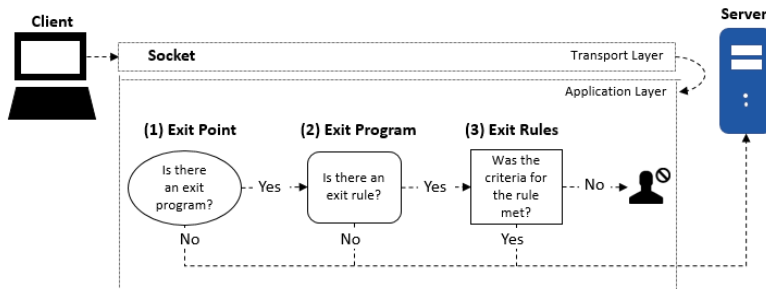 Client
Server
Socket
Transport Layer
Application Layer
(1) Exit Point
(2) Exit Program
(3) Exit Rules
Is there
an exit
program?
Yes
Is there an
exit rule?
Yes
Was the
criteria for
the rule
met?
No
No
No
Yes